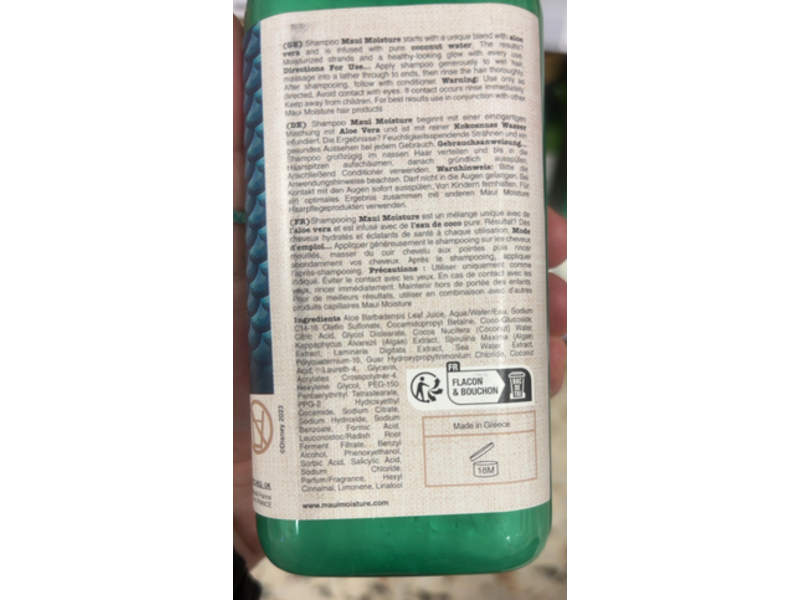 (GB) Shampoo Maui Moisture starts with a unique blend with aloe
vera and is infused with pure coconut water. The results?
Moisturized strands and a healthy-looking glow with every use.
Directions For Use... Apply shampoo generously to wet hair,
massage into a lather through to ends, then rinse the hair thoroughly.
After shampooing, follow with conditioner. Warning: Use only as
directed. Avoid contact with eyes. If contact occurs rinse immediately.
Keep away from children. For best results use in conjunction with other
Maui Moisture hair products
(DE) Shampoo Maui Moisture beginnt mit einer einzigartigen
Mischung mit Aloe Vera und ist mit reiner Kokosnuss Wasser
infundiert. Die Ergebnisse? Feuchtigkeitsspendende Strähnen und ein
gesundes Aussehen bei jedem Gebrauch. Gebrauchsanweisung...
Shampoo großzügig im nassen Haar verteilen und bis in die
Haarspitzen aufschäumen, danach gründlich ausspülen.
Anschließend Conditioner verwenden. Warnhinweis: Bitte die
Anwendungshinweise beachten. Darf nicht in die Augen gelangen. Bei
Kontakt mit den Augen sofort ausspülen. Von Kindern fernhalten. Für
ein optimales Ergebnis zusammen mit anderen Maui Moisture
Haarpflegeprodukten verwenden.
(FR) Shampooing Maui Moisture est un mélange unique avec de
l'aloe vera et est infusé avec de l'eau de coco pure. Résultat? Des
cheveux hydratés et éclatants de santé à chaque utilisation. Mode
d'emploi... Appliquer généreusement le shampooing sur les cheveux
mouillés, masser du cuir chevelu aux pointes puis rincer
abondamment vos cheveux. Après le shampooing, appliquer
l'après-shampooing. Précautions : Utiliser uniquement comme
indiqué. Éviter le contact avec les yeux. En cas de contact avec les
yeux, rincer immédiatement. Maintenir hors de portée des enfants.
Pour de meilleurs résultats, utiliser en combinaison avec d'autres
produits capillaires Maui Moisture
Ingredients Aloe Barbadensis Leaf Juice, Aqua/Water/Eau, Sodium
C14-16 Olefin Sulfonate, Cocamidopropyl Betaine, Coco-Glucoside,
Citric Acid, Glycol Distearate, Cocos Nucifera (Coconut) Water,
Kappaphycus Alvarezii (Algae) Extract, Spirulina Maxima (Algae)
Extract, Laminaria Digitata Extract, Sea Water Extract,
Polyquaternium-10, Guar Hydroxypropyltrimonium Chloride, Coconut
Acid, Laureth-4, Glycerin,
Acrylates Crosspolymer-4,
Hexylene Glycol, PEG-150
Pentaerythrityl Tetrastearate,
PPG-2 Hydroxyethyl
Cocamide, Sodium Citrate,
Sodium Hydroxide, Sodium
Benzoate, Formic Acid,
Leuconostoc/Radish Root
Ferment Filtrate, Benzyl
Alcohol, Phenoxyethanol,
Sorbic Acid, Salicylic Acid,
Sodium Chloride,
Parfum/Fragrance, Hexyl
Cinnamal, Limonene, Linalool
www.mauimoisture.com
FR
FLACON
& BOUCHON
BAC
DE
TRI
Made in Greece
18M
©Disney 2023
UK
France
FRANCE